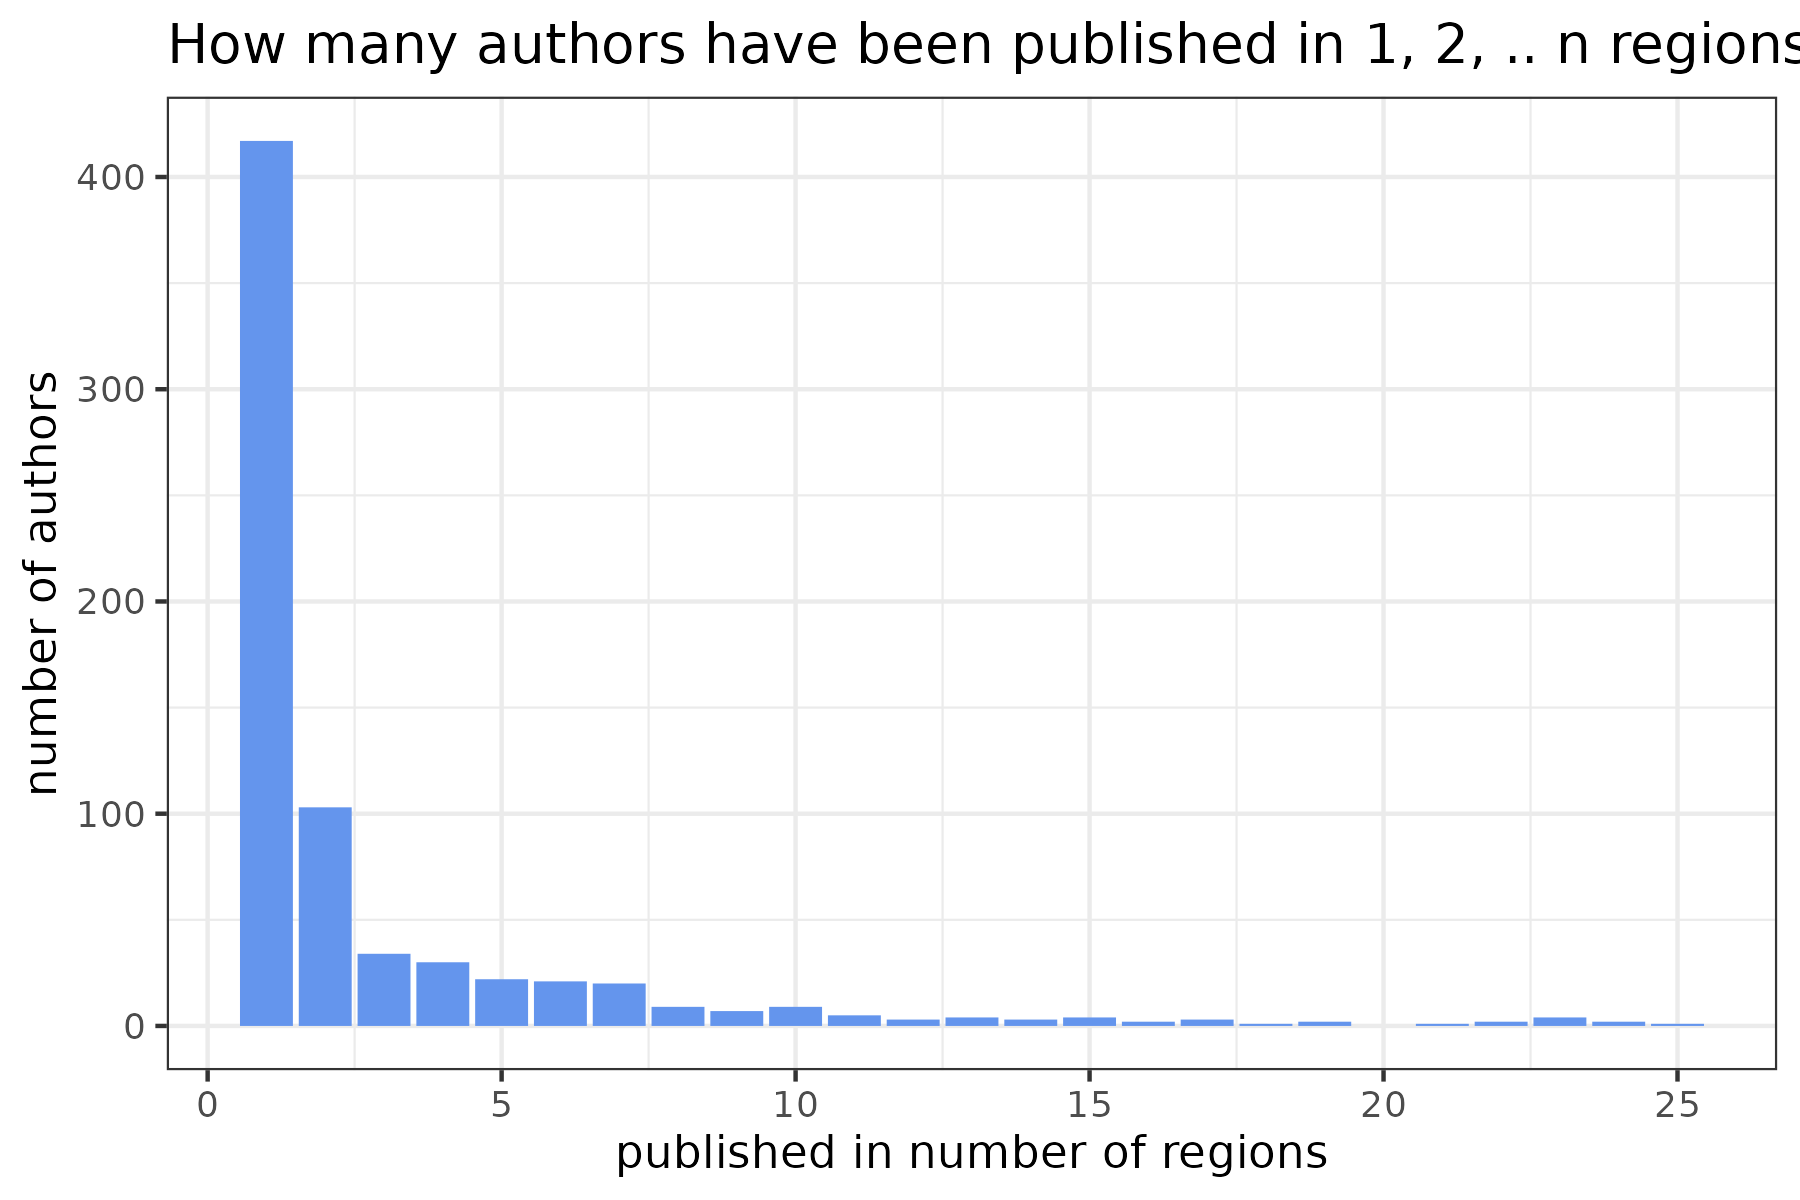 How many authors have been published in 1, 2, .. n regions
number of authors
400
300
200
100
0
0 5 10 15 20 25
published in number of regions